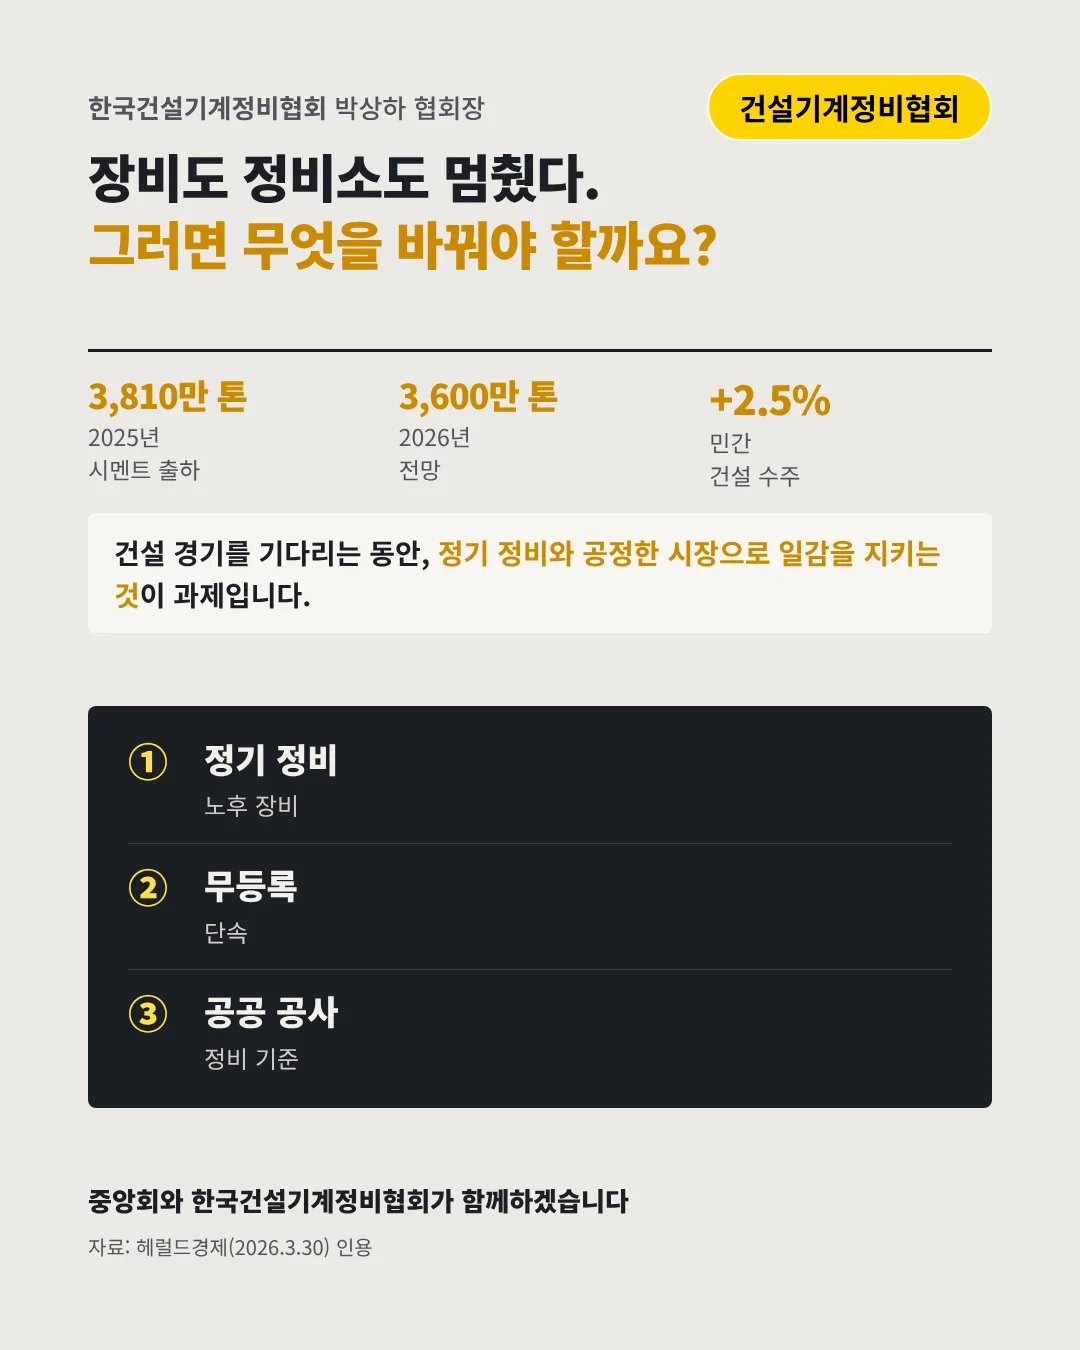 한국건설기계정비협회 박상하 협회장
건설기계정비협회
장비도 정비소도 멈췄다.
그러면 무엇을 바꿔야 할까요?
3,810만 톤
2025년
시멘트 출하
3,600만 톤
2026년
전망
+2.5%
민간
건설 수주
건설 경기를 기다리는 동안, 정기 정비와 공정한 시장으로 일감을 지키는
것이 과제입니다.
① 정기 정비
노후 장비
② 무등록
단속
③ 공공 공사
정비 기준
중앙회와 한국건설기계정비협회가 함께하겠습니다
자료: 헤럴드경제(2026.3.30) 인용